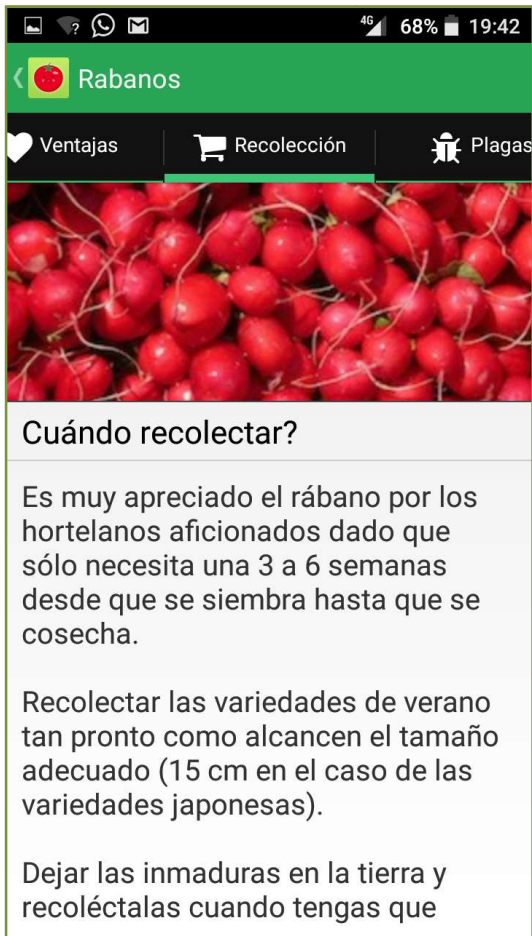 4G 68% 19:42
Rabanos
Ventajas Recolección Plagas
Cuándo recolectar?
Es muy apreciado el rábano por los
hortelanos aficionados dado que
sólo necesita una 3 a 6 semanas
desde que se siembra hasta que se
cosecha.
Recolectar las variedades de verano
tan pronto como alcancen el tamaño
adecuado (15 cm en el caso de las
variedades japonesas).
Dejar las inmaduras en la tierra y
recoléctalas cuando tengas que